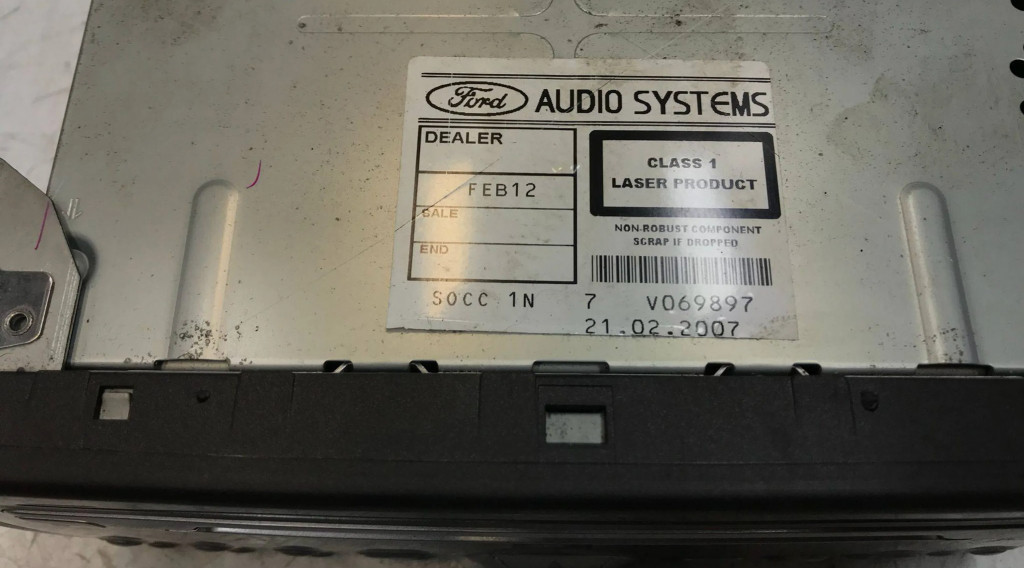 Ford AUDIO SYSTEMS
DEALER
FEB12
SALE
END
CLASS 1
LASER PRODUCT
NON-ROBUST COMPONENT
SCRAP IF DROPPED
SOCC 1N 7 V069897
21.02.2007